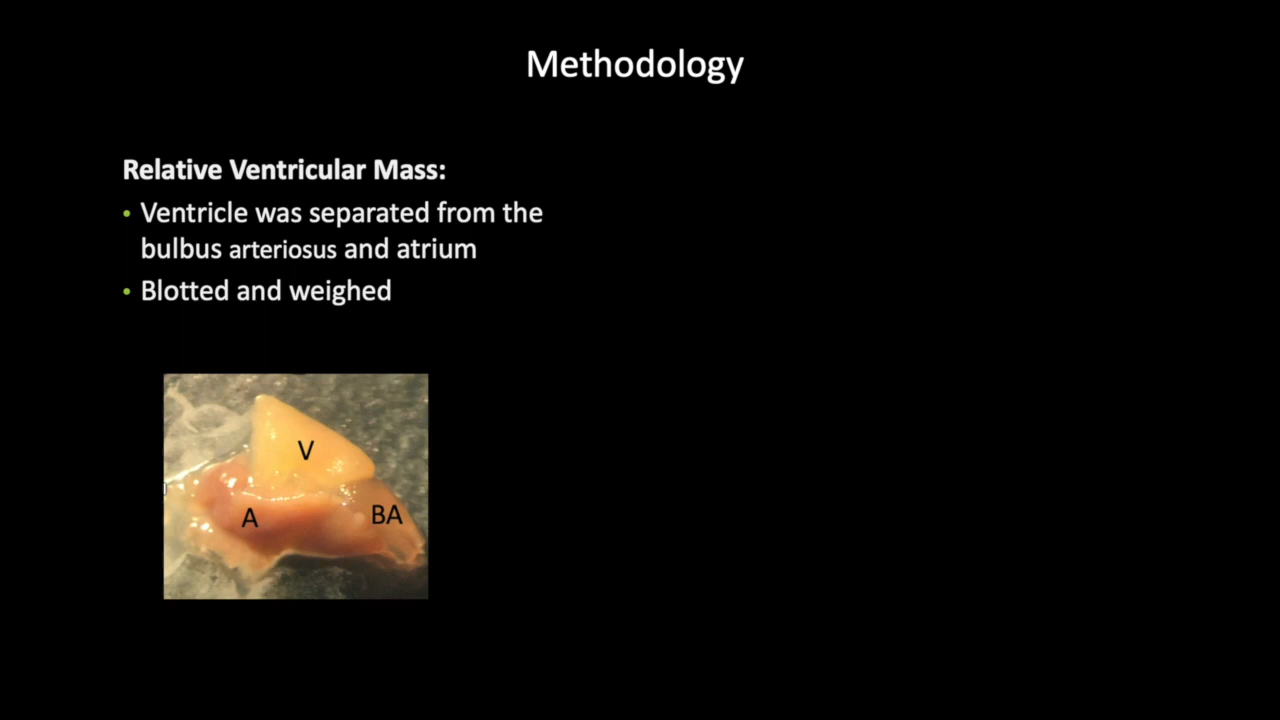 Methodology
Relative Ventricular Mass:
• Ventricle was separated from the
bulbus arteriosus and atrium
• Blotted and weighed
V
A
BA